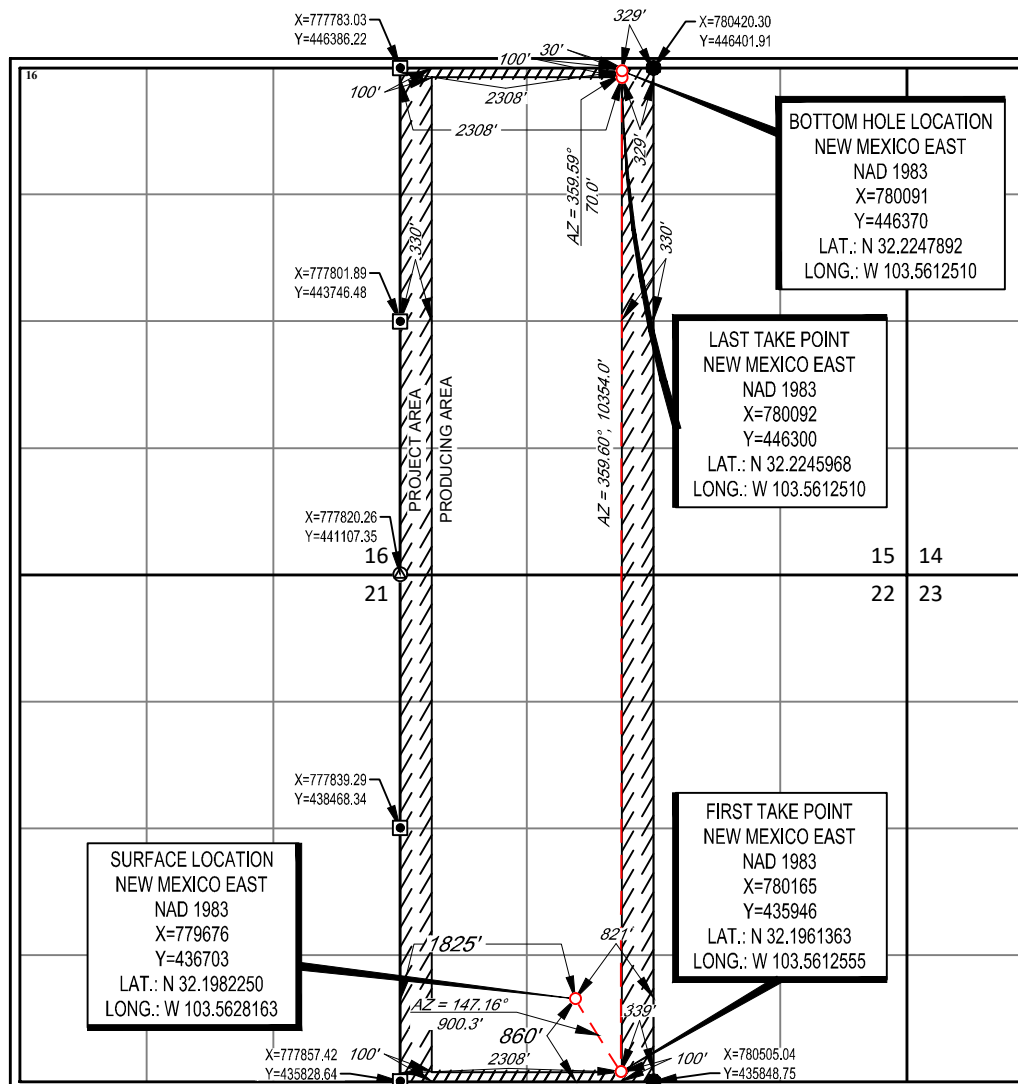 X=777783.03
Y=446386.22
329'
X=780420.30
Y=446401.91
16
30'
100'
100'
2308'
2308'
329'
AZ = 359.59°
70.0'
BOTTOM HOLE LOCATION
NEW MEXICO EAST
NAD 1983
X=780091
Y=446370
LAT.: N 32.2247892
LONG.: W 103.5612510
X=777801.89
Y=443746.48
330'
330'
LAST TAKE POINT
NEW MEXICO EAST
NAD 1983
X=780092
Y=446300
LAT.: N 32.2245968
LONG.: W 103.5612510
PROJECT AREA
PRODUCING AREA
AZ = 359.60°, 10354.0'
X=777820.26
Y=441107.35
16
15
14
21
22
23
X=777839.29
Y=438468.34
SURFACE LOCATION
NEW MEXICO EAST
NAD 1983
X=779676
Y=436703
LAT.: N 32.1982250
LONG.: W 103.5628163
FIRST TAKE POINT
NEW MEXICO EAST
NAD 1983
X=780165
Y=435946
LAT.: N 32.1961363
LONG.: W 103.5612555
1825'
821'
AZ = 147.16°
900.3'
860'
339'
X=777857.42
Y=435828.64
100'
2308'
100'
X=780505.04
Y=435848.75